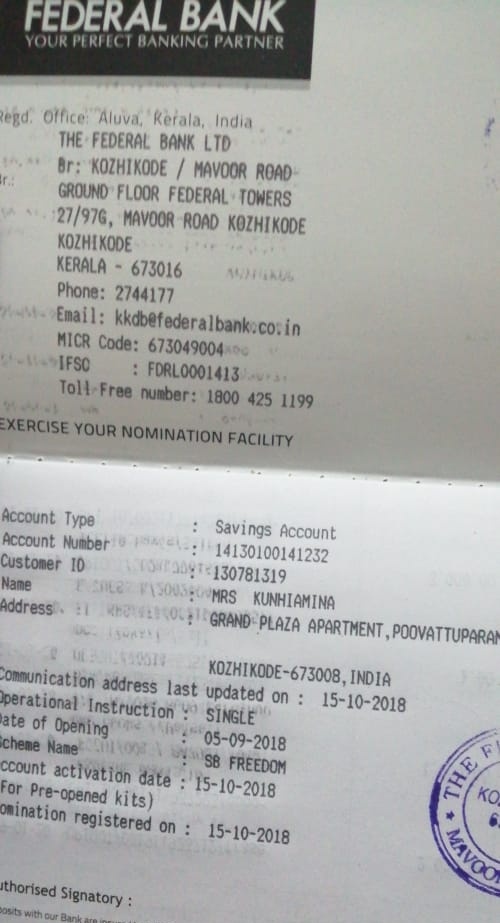 FEDERAL BANK
YOUR PERFECT BANKING PARTNER
Regd. Office: Aluva, Kerala, India
THE FEDERAL BANK LTD
Br: KOZHIKODE / MAVOOR ROAD
GROUND FLOOR FEDERAL TOWERS
27/97G, MAVOOR ROAD KOZHIKODE
KOZHIKODE
KERALA - 673016
Phone: 2744177
Email: kkdb@federalbank.co.in
MICR Code: 673049004
IFSC : FDRL0001413
Toll Free number: 1800 425 1199
EXERCISE YOUR NOMINATION FACILITY
Account Type : Savings Account
Account Number : 14130100141232
Customer ID : 130781319
Name : MRS KUNHIAMINA
Address : GRAND PLAZA APARTMENT,POOVATTUPARAM
KOZHIKODE-673008,INDIA
Communication address last updated on : 15-10-2018
Operational Instruction : SINGLE
Date of Opening : 05-09-2018
Scheme Name : SB FREEDOM
Account activation date : 15-10-2018
(For Pre-opened kits)
Nomination registered on : 15-10-2018
THE F
KOZ
MAVOOR
Authorised Signatory :